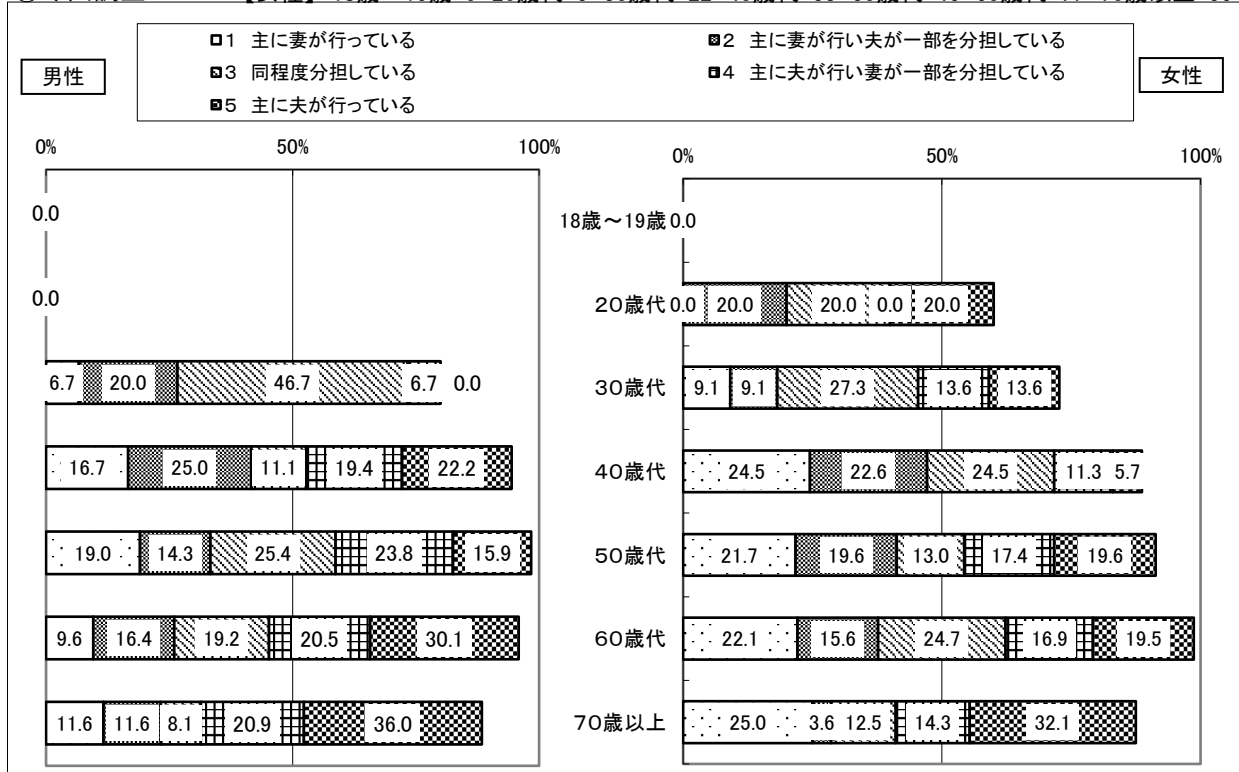 1 主に妻が行っている
2 主に妻が行い夫が一部を分担している
3 同程度分担している
4 主に夫が行い妻が一部を分担している
5 主に夫が行っている
男性
女性
0% 50% 100%
0% 50% 100%
0.0
18歳～19歳 0.0
0.0
20歳代 0.0 20.0 20.0 0.0 20.0
6.7 20.0 46.7 6.7 0.0
30歳代 9.1 9.1 27.3 13.6 13.6
16.7 25.0 11.1 19.4 22.2
40歳代 24.5 22.6 24.5 11.3 5.7
19.0 14.3 25.4 23.8 15.9
50歳代 21.7 19.6 13.0 17.4 19.6
9.6 16.4 19.2 20.5 30.1
60歳代 22.1 15.6 24.7 16.9 19.5
11.6 11.6 8.1 20.9 36.0
70歳以上 25.0 3.6 12.5 14.3 32.1